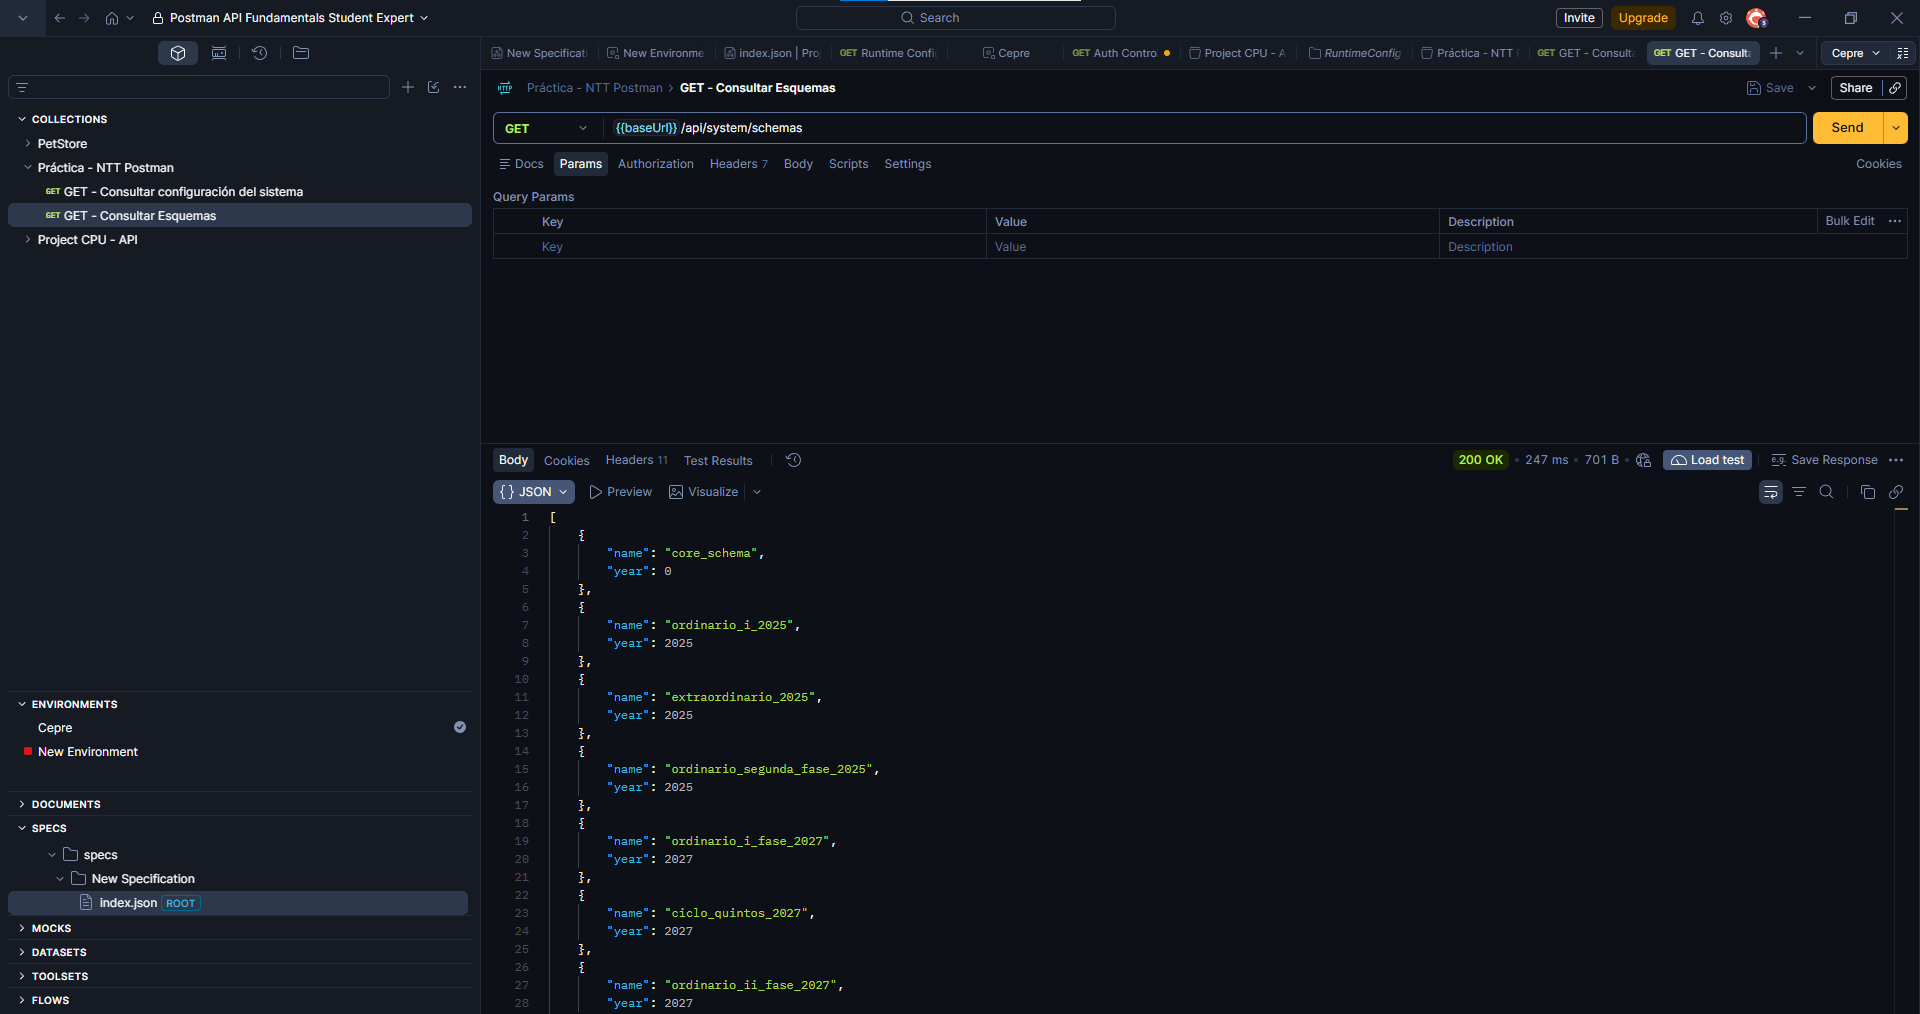 Postman API Fundamentals Student Expert
Search
Invite
Upgrade
New Specificati
New Environme
index.json | Pro
GET Runtime Confi
Cepre
GET Auth Contro
Project CPU - A
RuntimeConfig
Práctica - NTT
GET GET - Consult
GET GET - Consult
Cepre
COLLECTIONS
PetStore
Práctica - NTT Postman
GET GET - Consultar configuración del sistema
GET GET - Consultar Esquemas
Project CPU - API
ENVIRONMENTS
Cepre
New Environment
DOCUMENTS
SPECS
specs
New Specification
index.json ROOT
MOCKS
DATASETS
TOOLSETS
FLOWS
HTTP Práctica - NTT Postman > GET - Consultar Esquemas
Save
Share
GET {{baseUrl}}/api/system/schemas
Send
Docs Params Authorization Headers 7 Body Scripts Settings
Cookies
Query Params
Key Value Description Bulk Edit
Key Value Description
Body Cookies Headers 11 Test Results
200 OK • 247 ms • 701 B • Load test e.g. Save Response
{} JSON Preview Visualize
1 [
2 {
3 "name": "core_schema",
4 "year": 0
5 },
6 {
7 "name": "ordinario_i_2025",
8 "year": 2025
9 },
10 {
11 "name": "extraordinario_2025",
12 "year": 2025
13 },
14 {
15 "name": "ordinario_segunda_fase_2025",
16 "year": 2025
17 },
18 {
19 "name": "ordinario_i_fase_2027",
20 "year": 2027
21 },
22 {
23 "name": "ciclo_quintos_2027",
24 "year": 2027
25 },
26 {
27 "name": "ordinario_ii_fase_2027",
28 "year": 2027